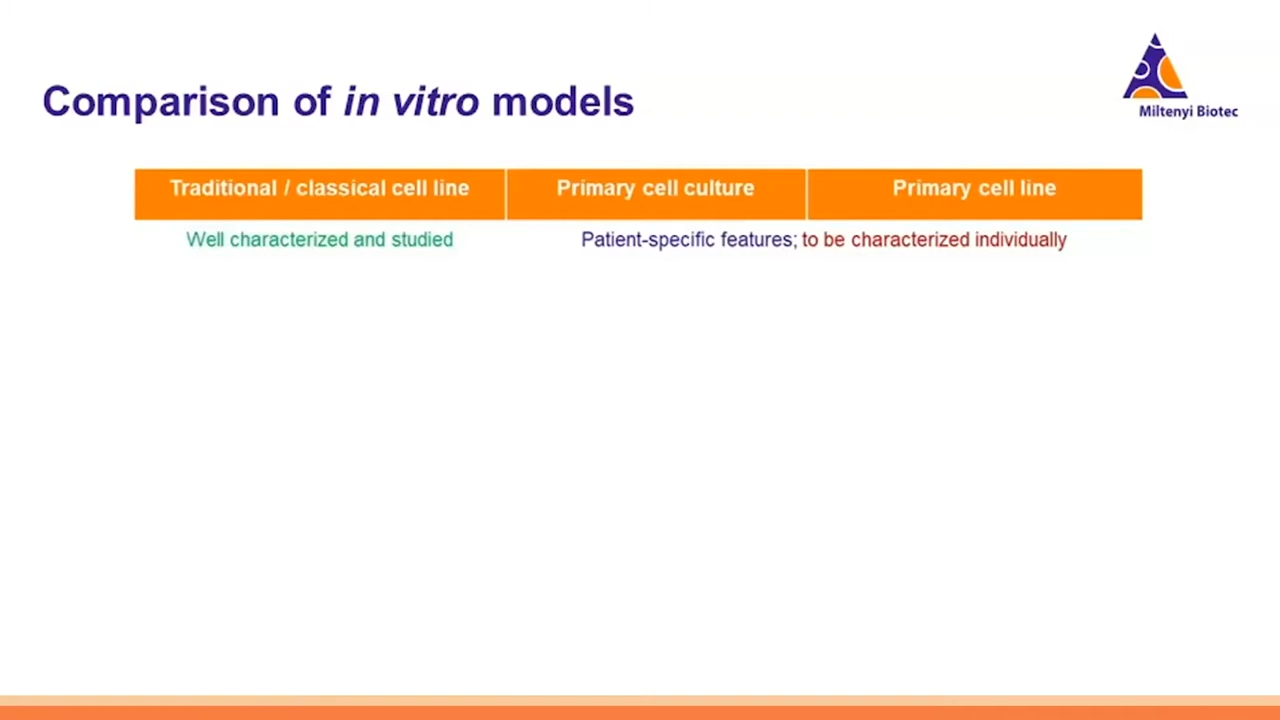 Comparison of in vitro models
Miltenyi Biotec
Traditional / classical cell line
Primary cell culture
Primary cell line
Well characterized and studied
Patient-specific features; to be characterized individually